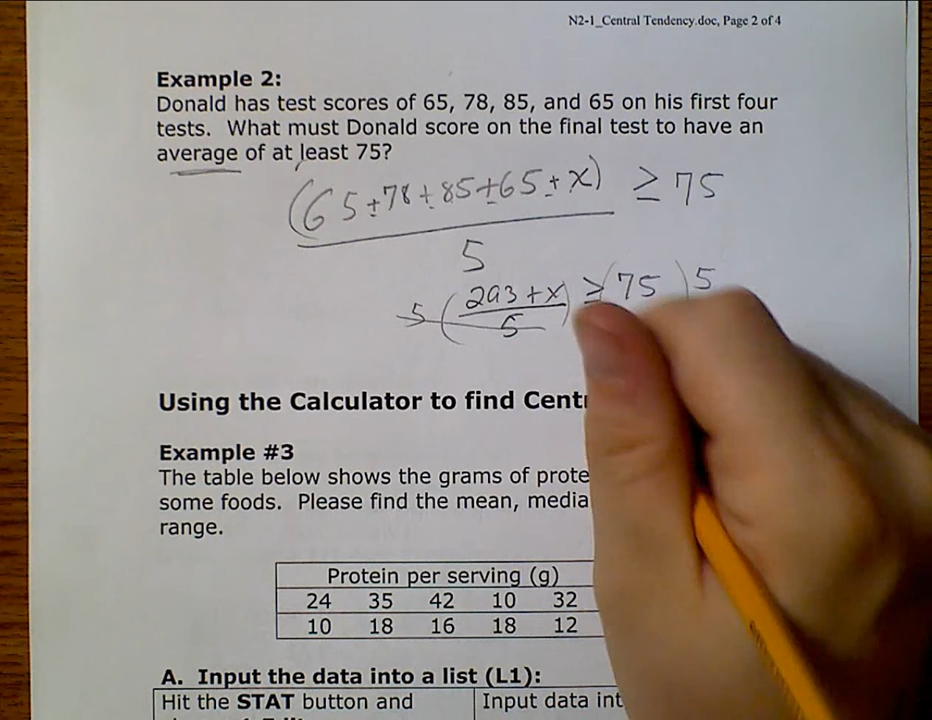 N2-1_Central Tendency.doc, Page 2 of 4
Example 2:
Donald has test scores of 65, 78, 85, and 65 on his first four
tests. What must Donald score on the final test to have an
average of at least 75?
(65+78+85+65+x) ≥ 75
5
5 (293+x ≥ (75) 5
5)
Using the Calculator to find
Example #3
The table below shows the grams of
some foods. Please find the mean,
range.
Protein per serving (g)
24 35 42 10 32
10 18 16 18 12
A. Input the data into a list (L1):
Hit the STAT button and Input data